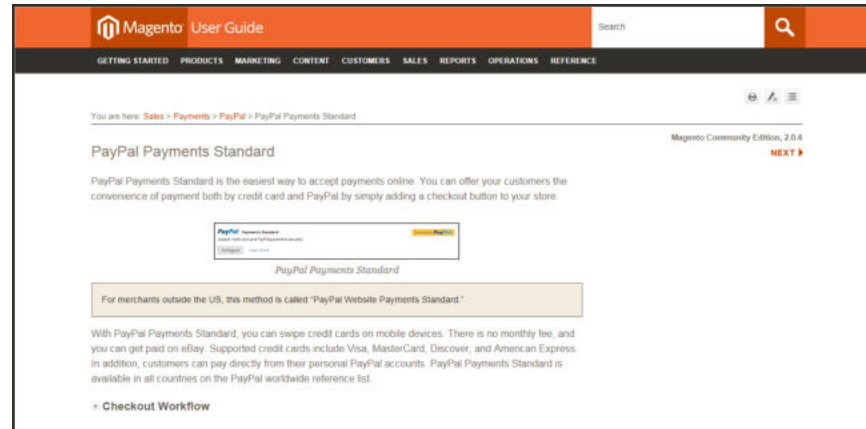 Magento User Guide
Search
GETTING STARTED PRODUCTS MARKETING CONTENT CUSTOMERS SALES REPORTS OPERATIONS REFERENCE
You are here: Sales > Payments > PayPal > PayPal Payments Standard
Magento Community Edition, 2.0.4
NEXT
PayPal Payments Standard
PayPal Payments Standard is the easiest way to accept payments online. You can offer your customers the
convenience of payment both by credit card and PayPal by simply adding a checkout button to your store.
PayPal Payments Standard
Configure
PayPal Payments Standard
For merchants outside the US, this method is called “PayPal Website Payments Standard.”
With PayPal Payments Standard, you can swipe credit cards on mobile devices. There is no monthly fee, and
you can get paid on eBay. Supported credit cards include Visa, MasterCard, Discover, and American Express.
In addition, customers can pay directly from their personal PayPal accounts. PayPal Payments Standard is
available in all countries on the PayPal worldwide reference list.
Checkout Workflow